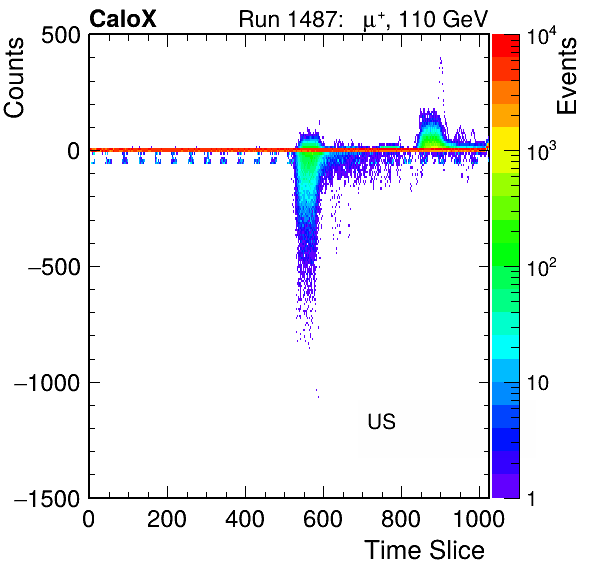 CaloX Run 1487: μ⁺, 110 GeV
Counts
Events
500
0
−500
−1000
−1500
0 200 400 600 800 1000
Time Slice
US
10⁴
10³
10²
10
1